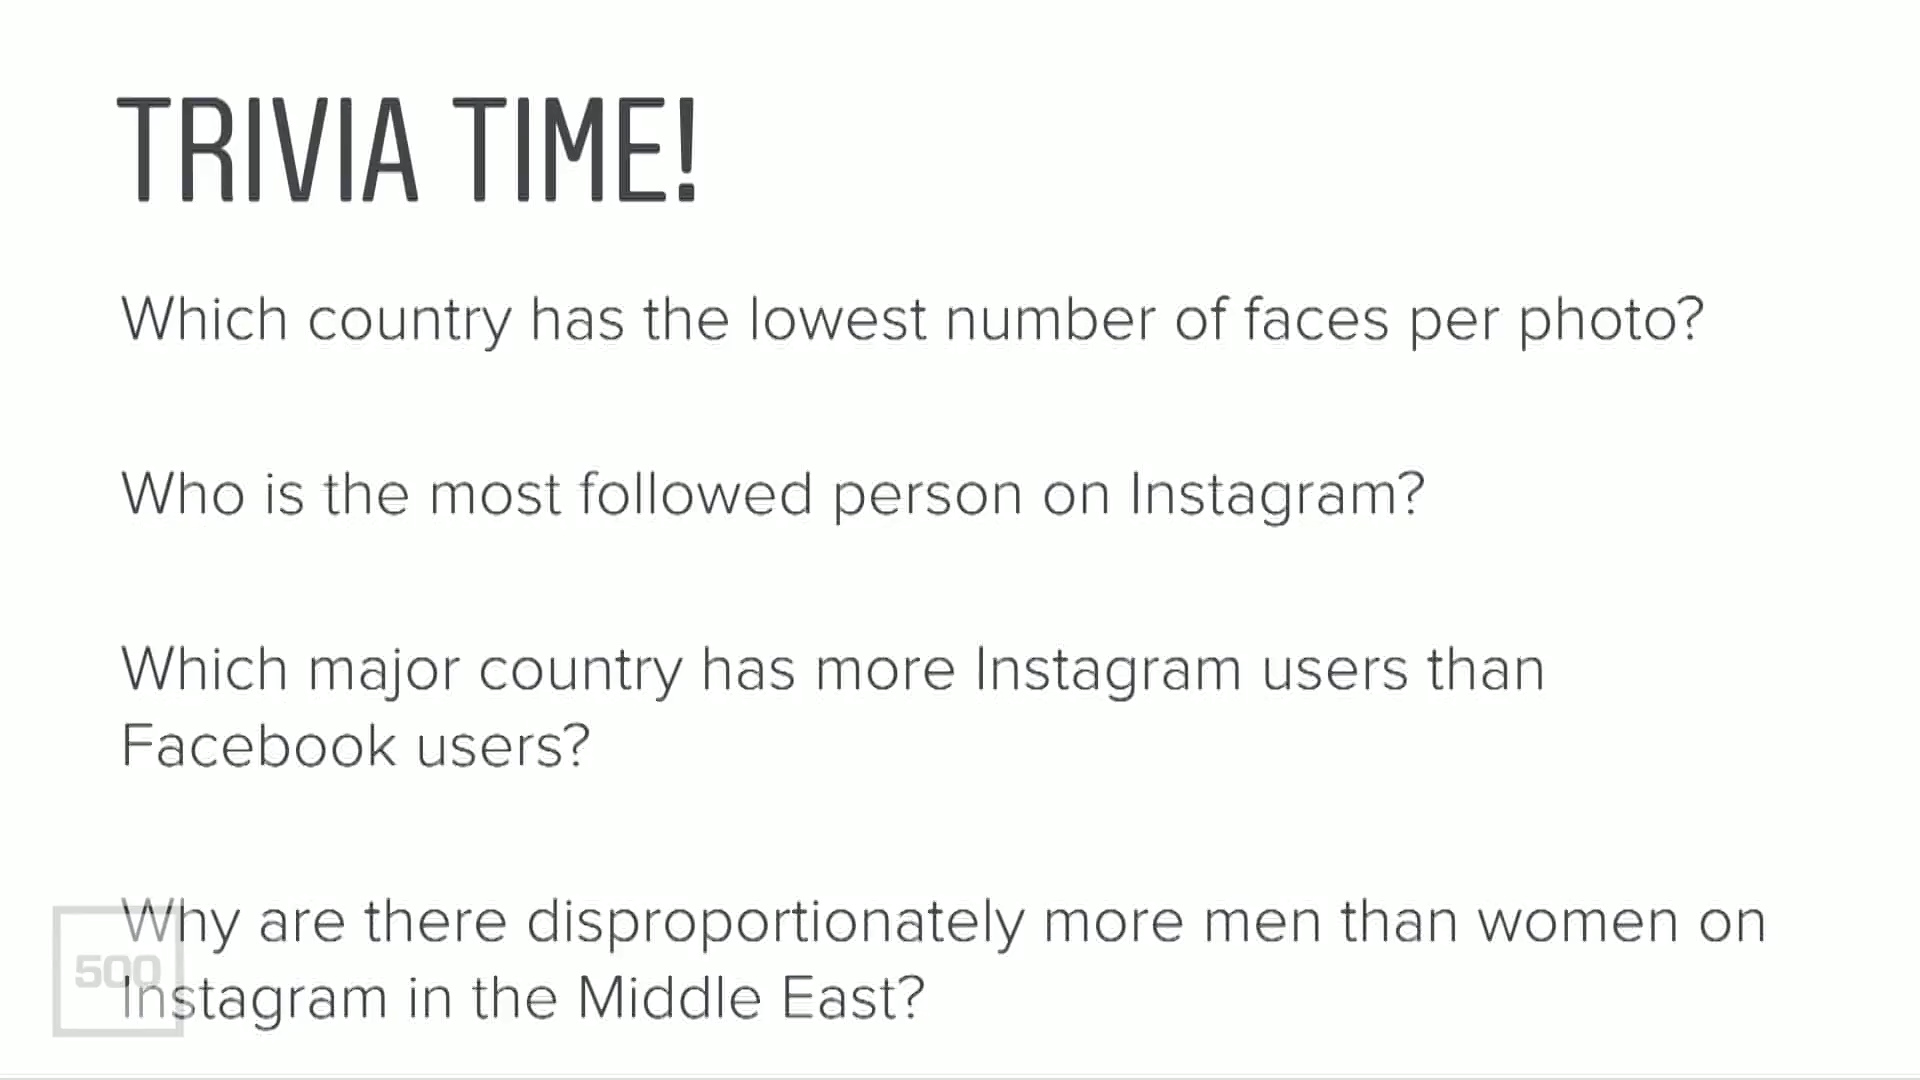 TRIVIA TIME!
Which country has the lowest number of faces per photo?
Who is the most followed person on Instagram?
Which major country has more Instagram users than
Facebook users?
Why are there disproportionately more men than women on
Instagram in the Middle East?
500